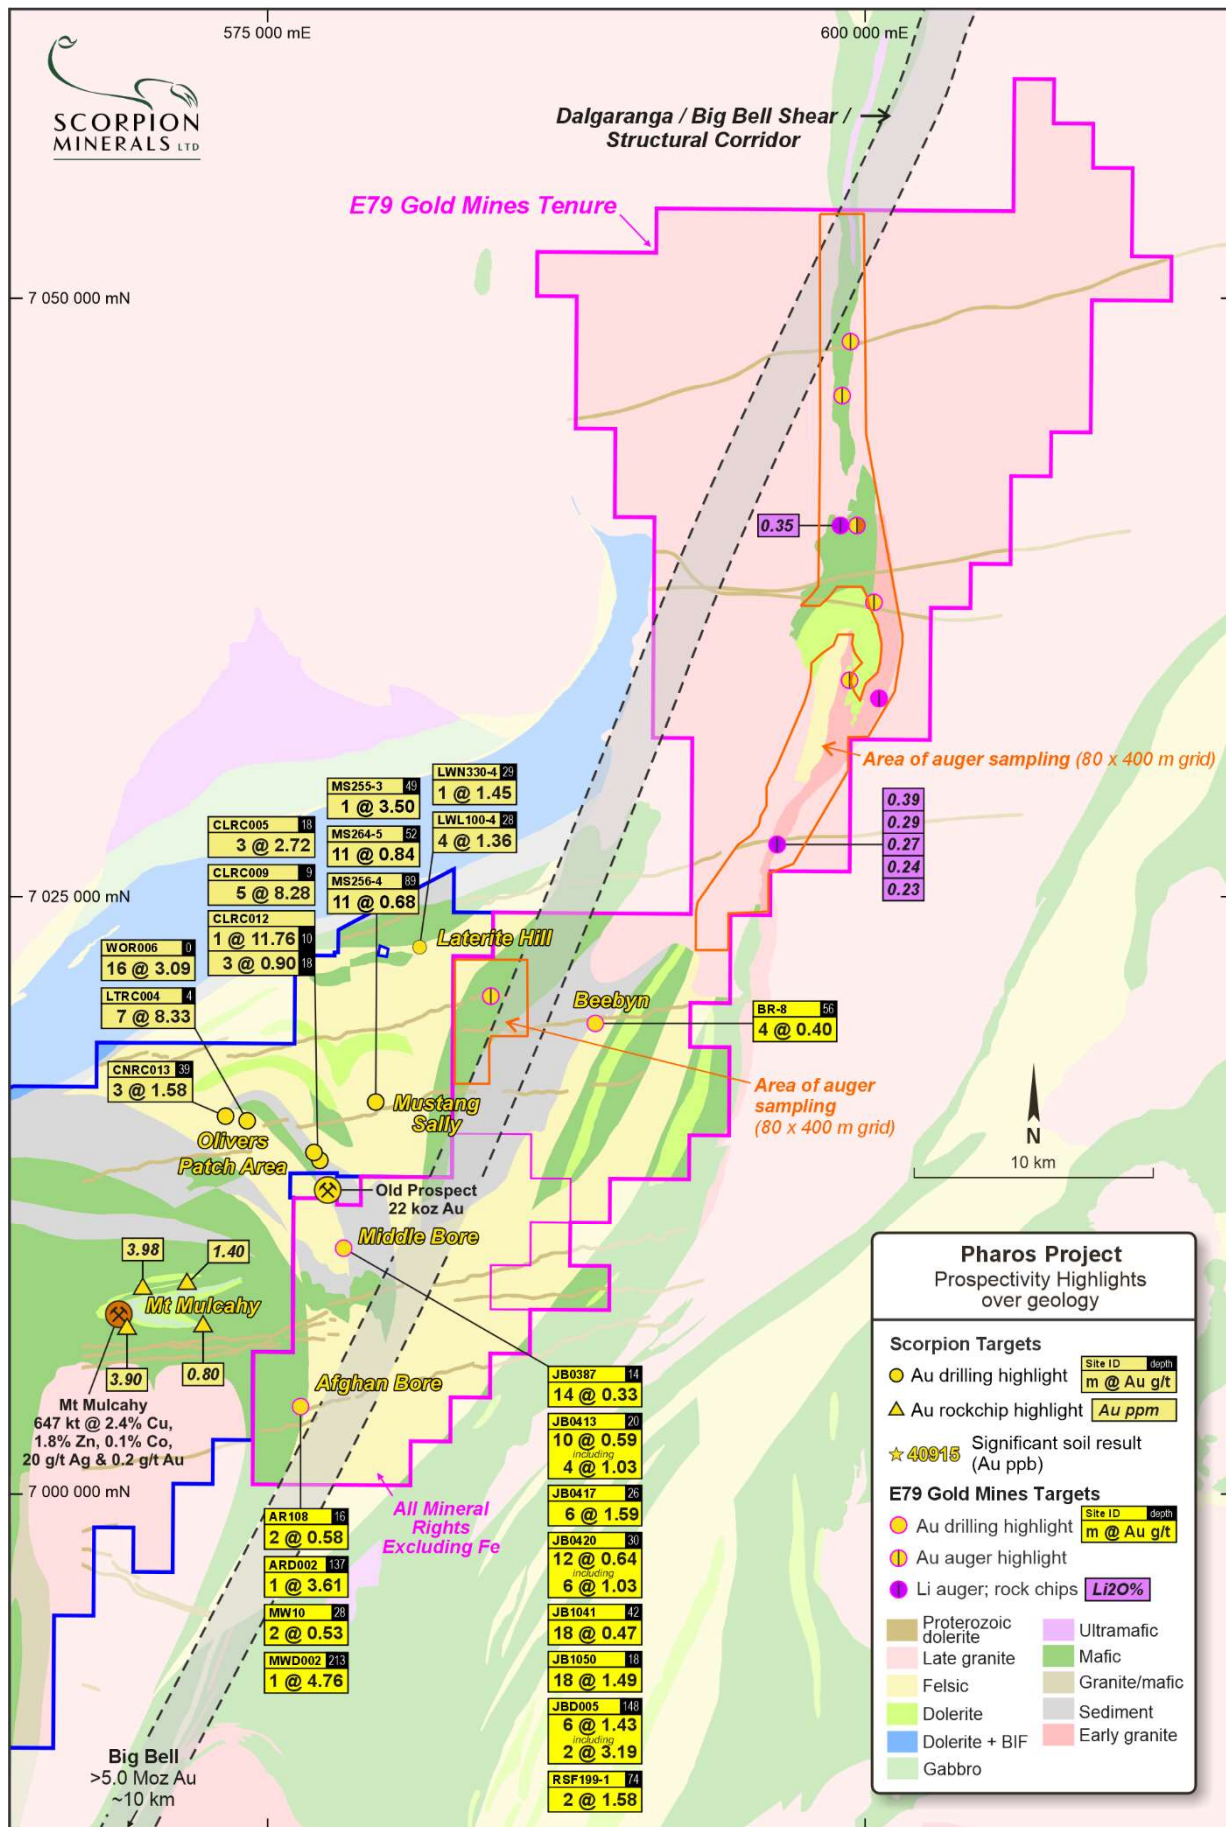 575 000 mE
600 000 mE
SCORPION
MINERALS LTD
Dalgaranga / Big Bell Shear /
Structural Corridor
E79 Gold Mines Tenure
7 050 000 mN
0.35
Area of auger sampling (80 x 400 m grid)
0.39
0.29
0.27
0.24
0.23
LWN330-4 29
1 @ 1.45
LWL100-4 28
4 @ 1.36
MS255-3 49
1 @ 3.50
MS264-5 52
11 @ 0.84
MS256-4 89
11 @ 0.68
CLRC005 18
3 @ 2.72
CLRC009 9
5 @ 8.28
CLRC012
1 @ 11.76 10
3 @ 0.90 18
7 025 000 mN
WOR006 0
16 @ 3.09
LTRC004 4
7 @ 8.33
CNRC013 39
3 @ 1.58
Laterite Hill
Beebyn
BR-8 56
4 @ 0.40
Area of auger
sampling
(80 x 400 m grid)
Mustang
Sally
Olivers
Patch Area
Old Prospect
22 koz Au
Middle Bore
N
10 km
3.98
1.40
Mt Mulcahy
3.90
0.80
Mt Mulcahy
647 kt @ 2.4% Cu,
1.8% Zn, 0.1% Co,
20 g/t Ag & 0.2 g/t Au
Afghan Bore
7 000 000 mN
All Mineral
Rights
Excluding Fe
AR108 16
2 @ 0.58
ARD002 137
1 @ 3.61
MW10 28
2 @ 0.53
MWD002 213
1 @ 4.76
JB0387 14
14 @ 0.33
JB0413 20
10 @ 0.59
including
4 @ 1.03
JB0417 26
6 @ 1.59
JB0420 30
12 @ 0.64
including
6 @ 1.03
JB1041 42
18 @ 0.47
JB1050 18
18 @ 1.49
JBD005 148
6 @ 1.43
including
2 @ 3.19
RSF199-1 74
2 @ 1.58
Big Bell
>5.0 Moz Au
~10 km
Pharos Project
Prospectivity Highlights
over geology
Scorpion Targets
Au drilling highlight
Site ID depth
m @ Au g/t
Au rockchip highlight
Au ppm
40915
Significant soil result
(Au ppb)
E79 Gold Mines Targets
Au drilling highlight
Site ID depth
m @ Au g/t
Au auger highlight
Li auger; rock chips
Li2O%
Proterozoic
dolerite
Late granite
Felsic
Dolerite
Dolerite + BIF
Gabbro
Ultramafic
Mafic
Granite/mafic
Sediment
Early granite